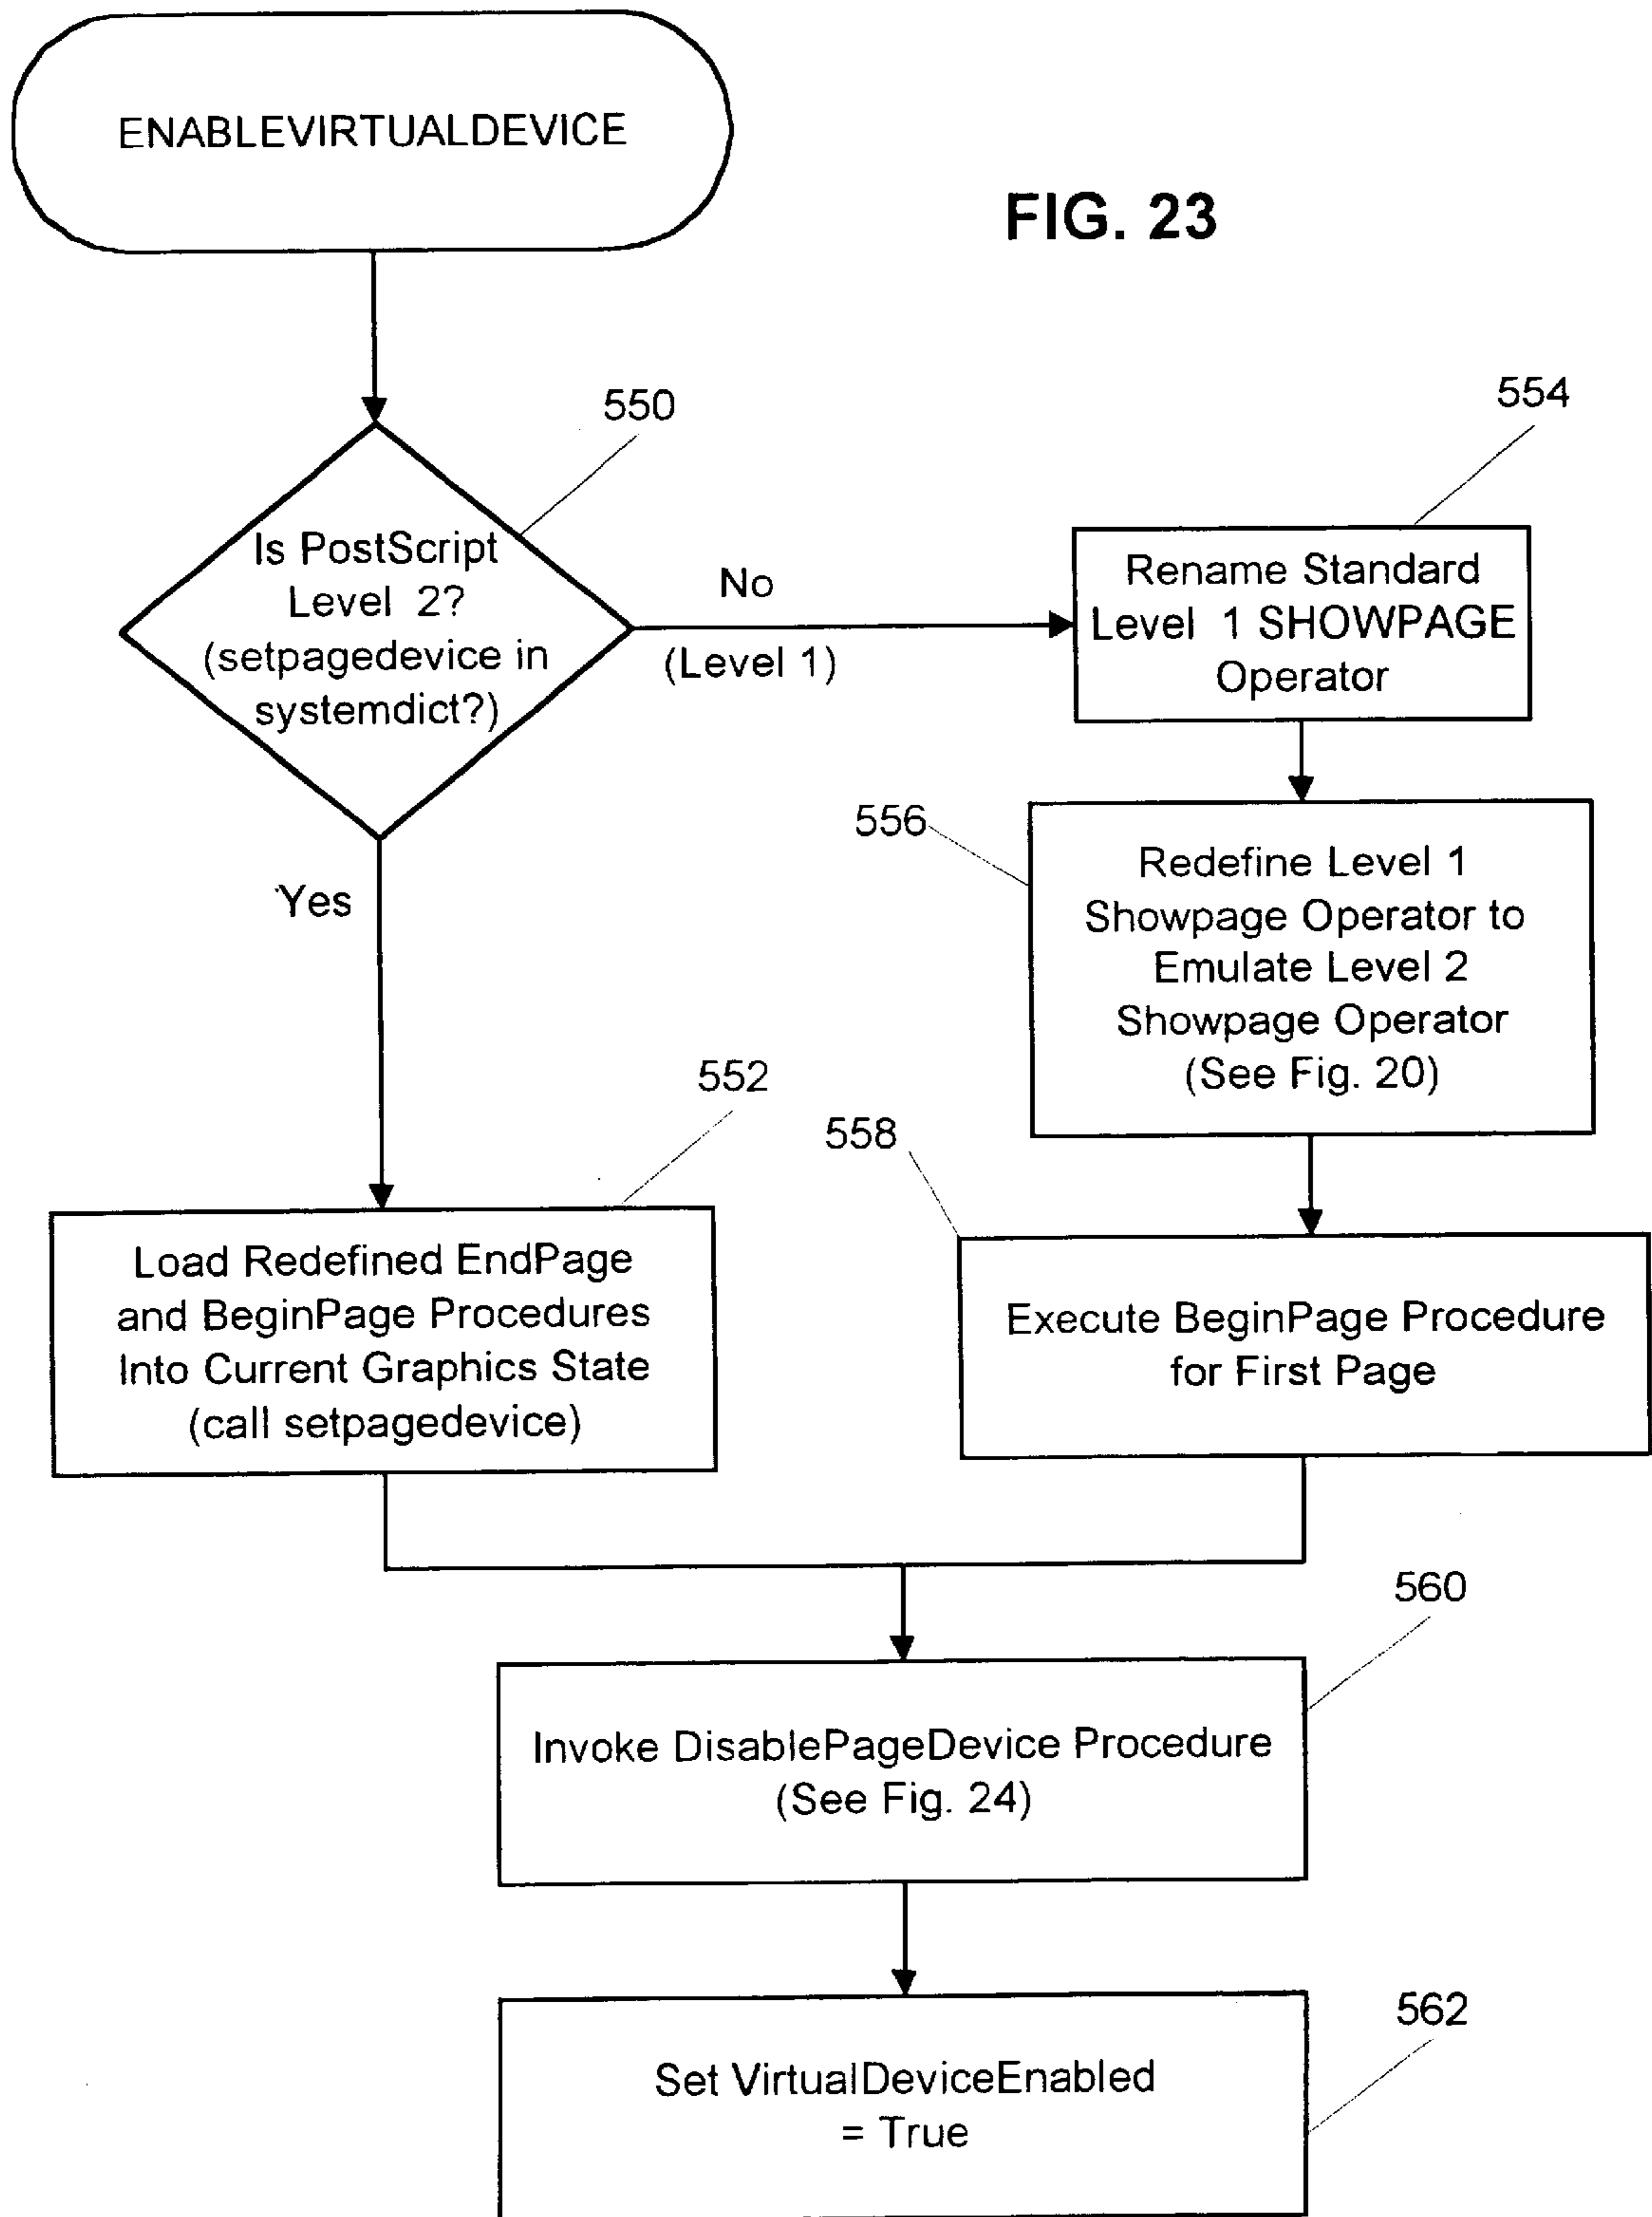 ENABLEVIRTUALDEVICE
FIG. 23
550
554
Is PostScript
Level 2?
(setpagedevice in
systemdict?)
No
(Level 1)
Rename Standard
Level 1 SHOWPAGE
Operator
556
Redefine Level 1
Showpage Operator to
Emulate Level 2
Showpage Operator
(See Fig. 20)
Yes
552
558
Load Redefined EndPage
and BeginPage Procedures
Into Current Graphics State
(call setpagedevice)
Execute BeginPage Procedure
for First Page
560
Invoke DisablePageDevice Procedure
(See Fig. 24)
562
Set VirtualDeviceEnabled
= True